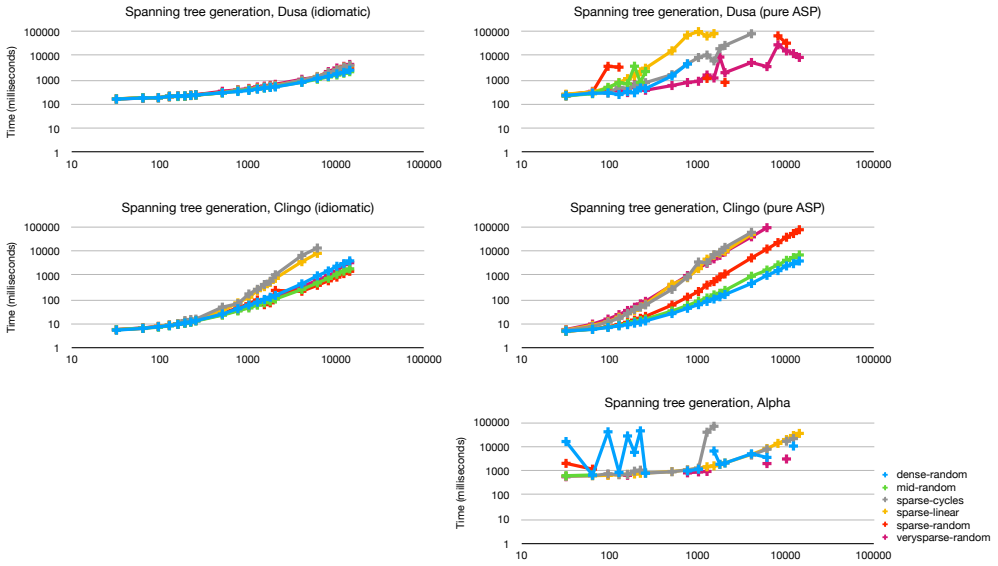 Spanning tree generation, Dusa (idiomatic)
Time (milliseconds)
100000
10000
1000
100
10
1
10 100 1000 10000 100000
Spanning tree generation, Dusa (pure ASP)
100000
10000
1000
100
10
1
10 100 1000 10000 100000
Spanning tree generation, Clingo (idiomatic)
Time (milliseconds)
100000
10000
1000
100
10
1
10 100 1000 10000 100000
Spanning tree generation, Clingo (pure ASP)
100000
10000
1000
100
10
1
10 100 1000 10000 100000
Spanning tree generation, Alpha
Time (milliseconds)
100000
10000
1000
100
10
1
10 100 1000 10000 100000
dense-random
mid-random
sparse-cycles
sparse-linear
sparse-random
verysparse-random